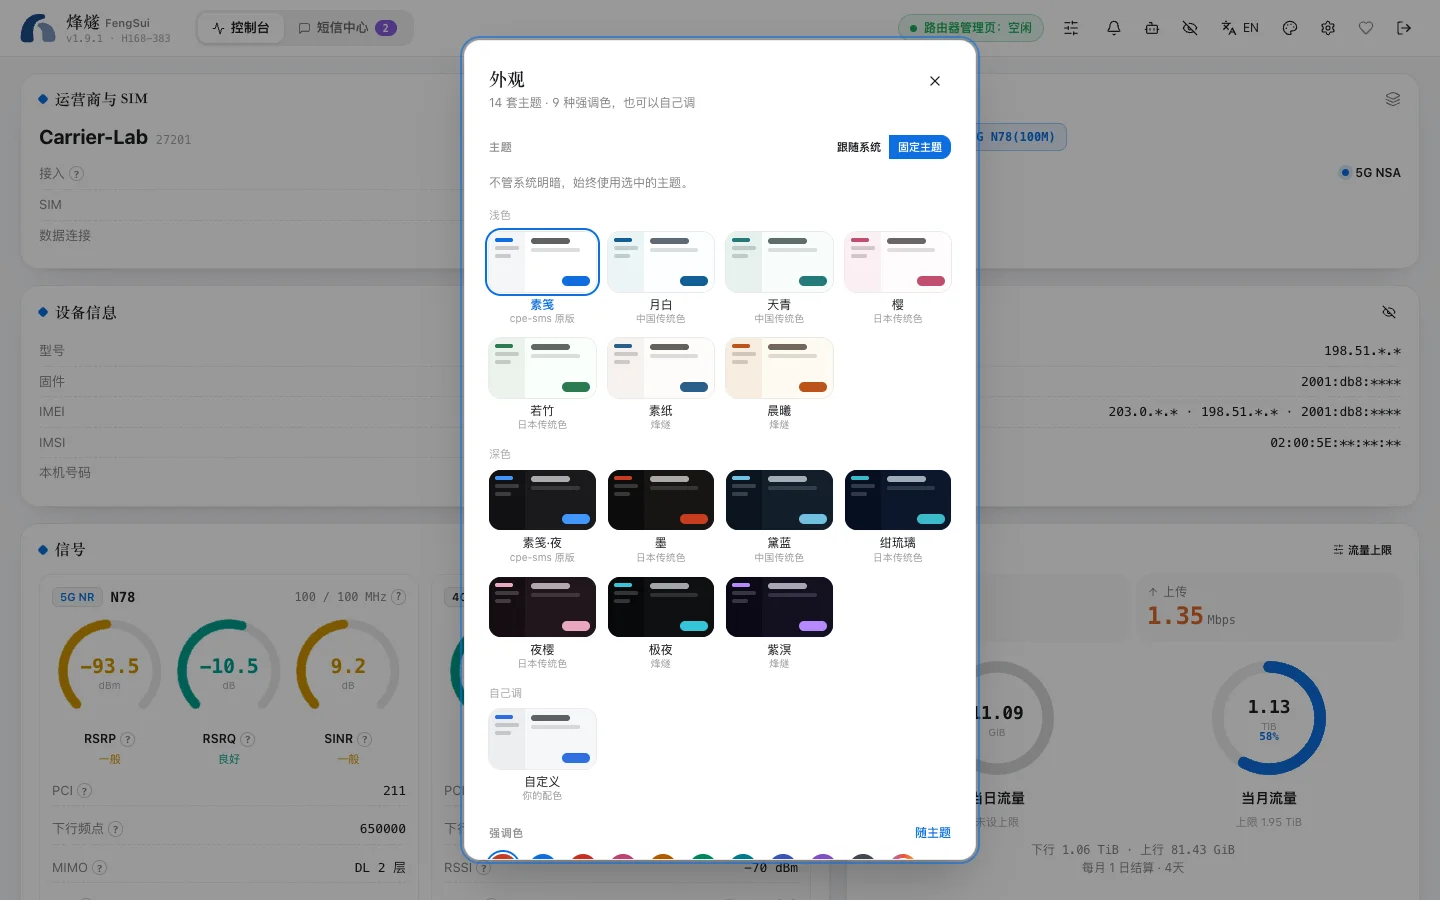 烽燧 FengSui
v1.9.1 · H168-383
控制台
短信中心 2
路由器管理页：空闲
EN
运营商与 SIM
Carrier-Lab 27201
接入 ?
SIM
数据连接
G N78(100M)
5G NSA
设备信息
型号
固件
IMEI
IMSI
本机号码
198.51.*.*
2001:db8:****
203.0.*.* · 198.51.*.* · 2001:db8:****
02:00:5E:**:**:**
信号
5G NR N78
100 / 100 MHz ?
-93.5
dBm
-10.5
dB
9.2
dB
RSRP ?
RSRQ ?
SINR ?
一般
良好
一般
PCI ? 211
下行频点 ? 650000
MIMO ? DL 2 层
4G
PC
下行
RSSI ? -70 dBm
流量上限
↑ 上传
1.35 Mbps
11.09
GiB
1.13
TiB
58%
当日流量
未设上限
当月流量
上限 1.95 TiB
下行 1.06 TiB · 上行 81.43 GiB
每月 1 日结算 · 4天
外观
14 套主题 · 9 种强调色，也可以自己调
主题
跟随系统 固定主题
不管系统明暗，始终使用选中的主题。
浅色
素笺
cpe-sms 原版
月白
中国传统色
天青
中国传统色
樱
日本传统色
若竹
日本传统色
素纸
烽燧
晨曦
烽燧
深色
素笺·夜
cpe-sms 原版
墨
日本传统色
黛蓝
中国传统色
绀琉璃
日本传统色
夜樱
日本传统色
极夜
烽燧
紫溟
烽燧
自己调
自定义
你的配色
强调色
随主题